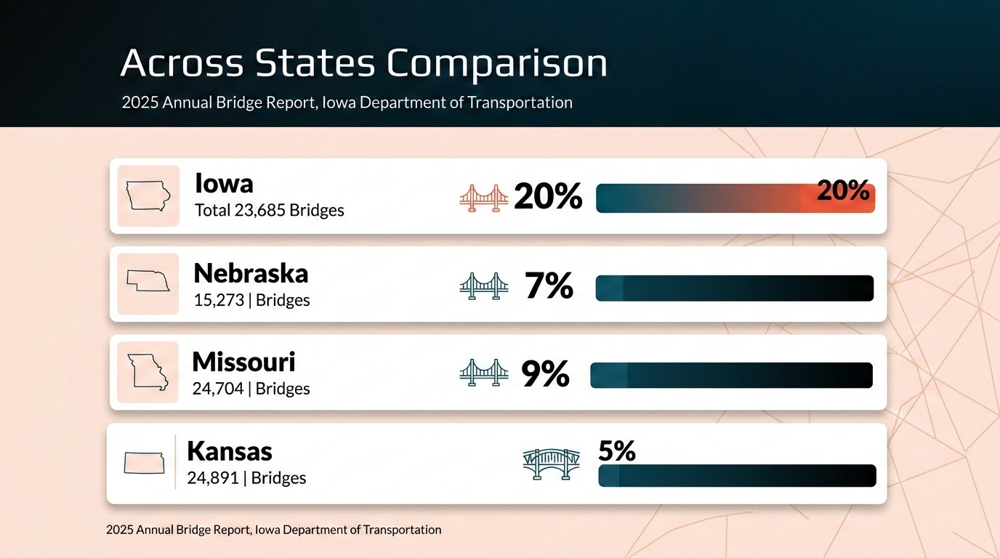 Across States Comparison
2025 Annual Bridge Report, Iowa Department of Transportation
Iowa
Total 23,685 Bridges
20%
20%
Nebraska
15,273 | Bridges
7%
Missouri
24,704 | Bridges
9%
Kansas
24,891 | Bridges
5%
2025 Annual Bridge Report, Iowa Department of Transportation